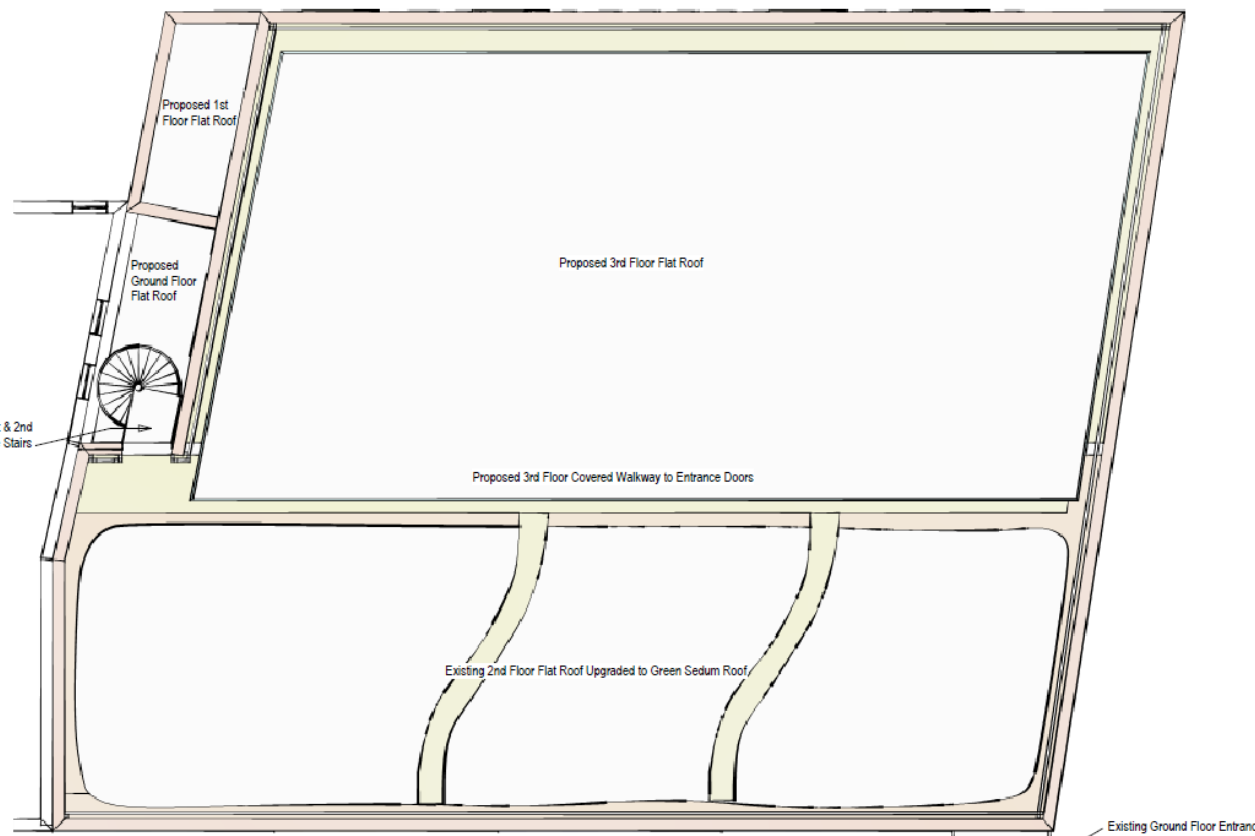 Proposed 1st
Floor Flat Roof
Proposed
Ground Floor
Flat Roof
Proposed 3rd Floor Flat Roof
& 2nd
Stairs
Proposed 3rd Floor Covered Walkway to Entrance Doors
Existing 2nd Floor Flat Roof Upgraded to Green Sedum Roof
Existing Ground Floor Entranc